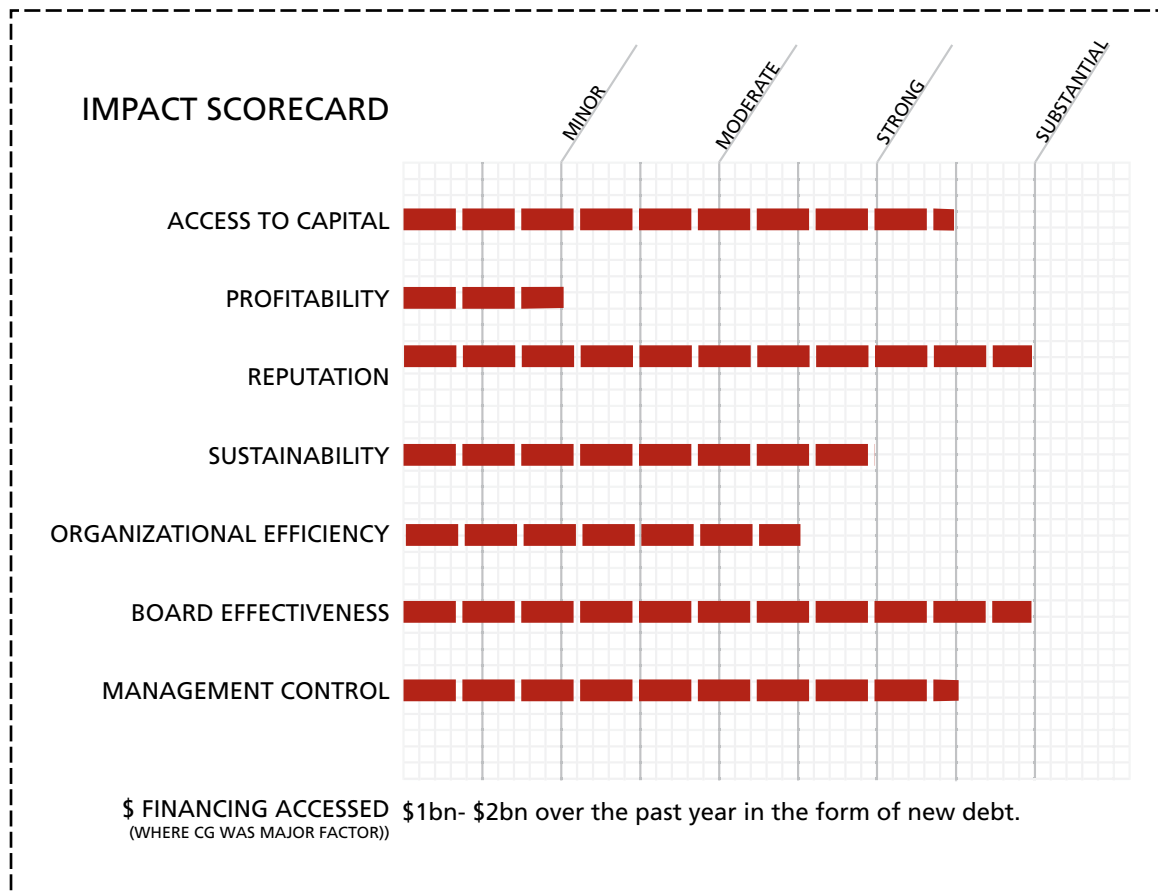 IMPACT SCORECARD
MINOR
MODERATE
STRONG
SUBSTANTIAL
ACCESS TO CAPITAL
PROFITABILITY
REPUTATION
SUSTAINABILITY
ORGANIZATIONAL EFFICIENCY
BOARD EFFECTIVENESS
MANAGEMENT CONTROL
$ FINANCING ACCESSED $1bn- $2bn over the past year in the form of new debt.
(WHERE CG WAS MAJOR FACTOR))